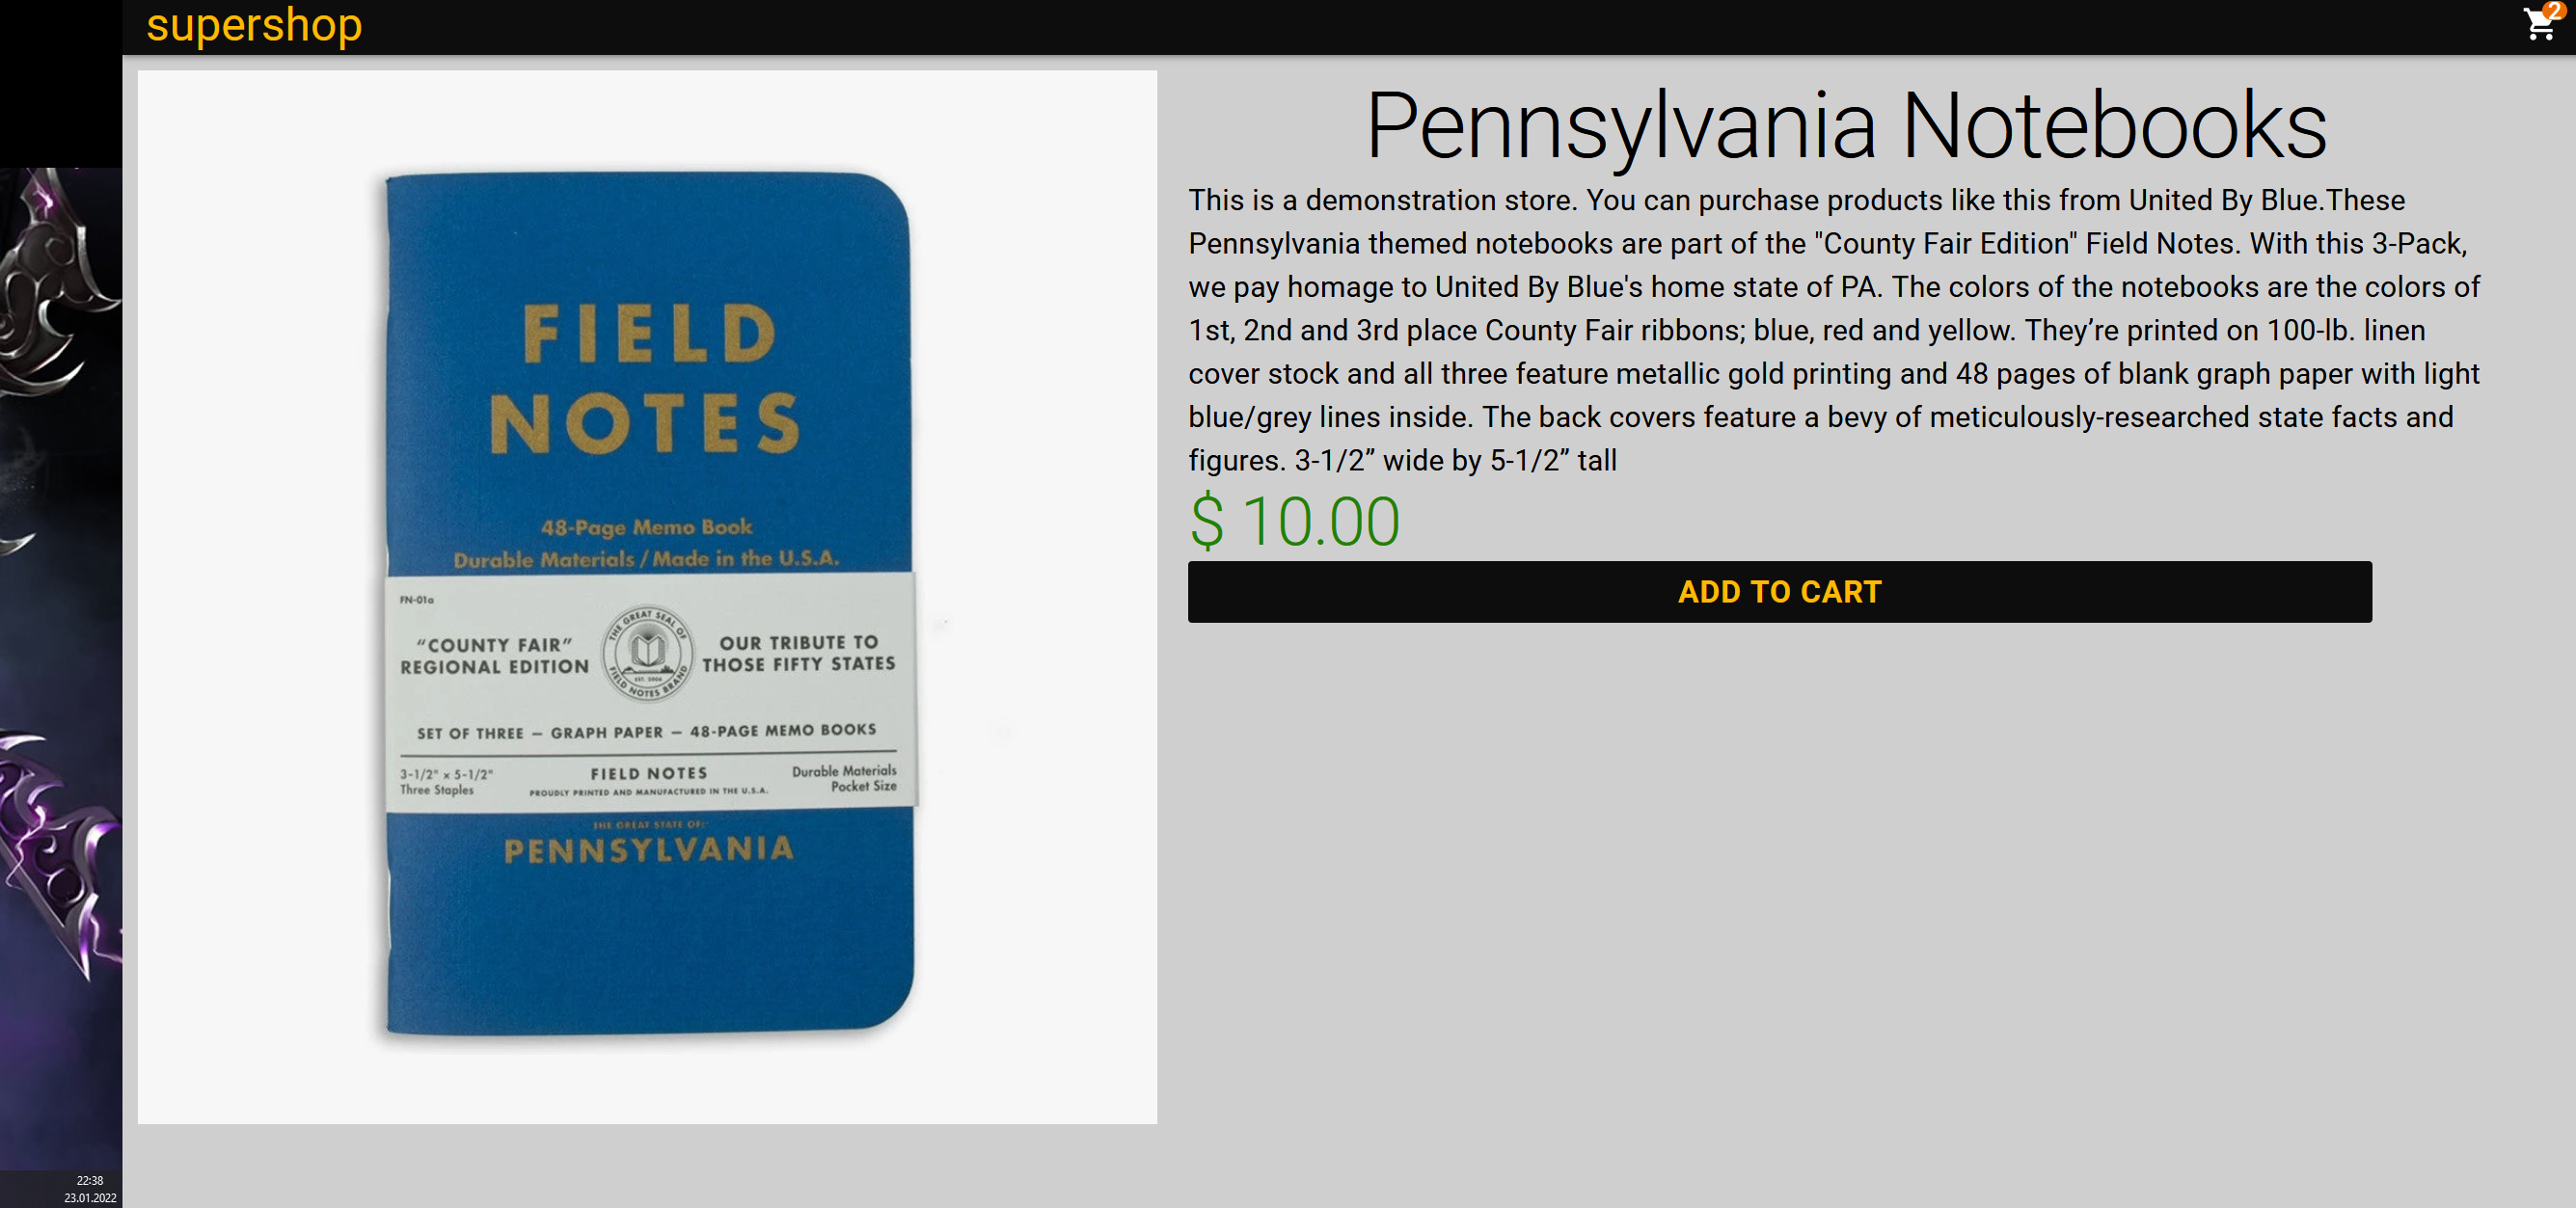 supershop
2
FIELD
NOTES
48-Page Memo Book
Durable Materials / Made in the U.S.A.
FN-01a
"COUNTY FAIR"
REGIONAL EDITION
THE GREAT SEAL OF
FIELD NOTES BRAND
EST. 2006
OUR TRIBUTE TO
THOSE FIFTY STATES
SET OF THREE — GRAPH PAPER — 48-PAGE MEMO BOOKS
3-1/2" × 5-1/2"
Three Staples
FIELD NOTES
PROUDLY PRINTED AND MANUFACTURED IN THE U.S.A.
Durable Materials
Pocket Size
THE GREAT STATE OF:
PENNSYLVANIA
Pennsylvania Notebooks
This is a demonstration store. You can purchase products like this from United By Blue.These
Pennsylvania themed notebooks are part of the "County Fair Edition" Field Notes. With this 3-Pack,
we pay homage to United By Blue's home state of PA. The colors of the notebooks are the colors of
1st, 2nd and 3rd place County Fair ribbons; blue, red and yellow. They’re printed on 100-lb. linen
cover stock and all three feature metallic gold printing and 48 pages of blank graph paper with light
blue/grey lines inside. The back covers feature a bevy of meticulously-researched state facts and
figures. 3-1/2” wide by 5-1/2” tall
$ 10.00
ADD TO CART
22:38
23.01.2022